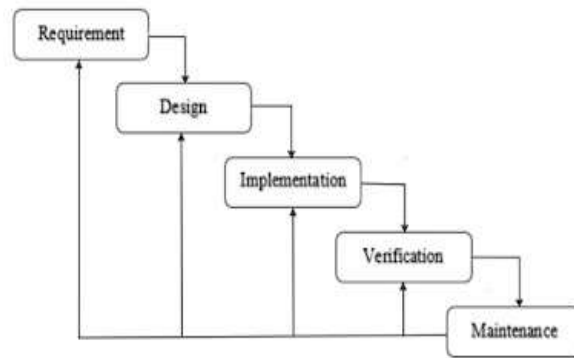 Requirement
Design
Implementation
Verification
Maintenance